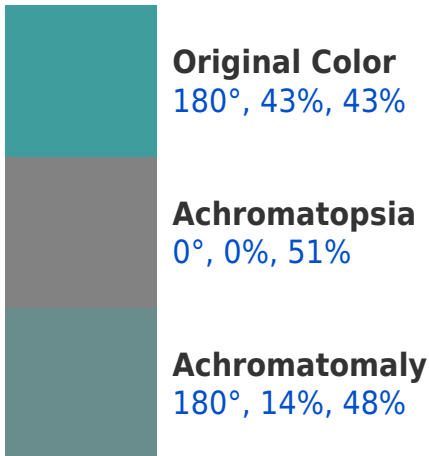 Original Color
180°, 43%, 43%
Achromatopsia
0°, 0%, 51%
Achromatomaly
180°, 14%, 48%